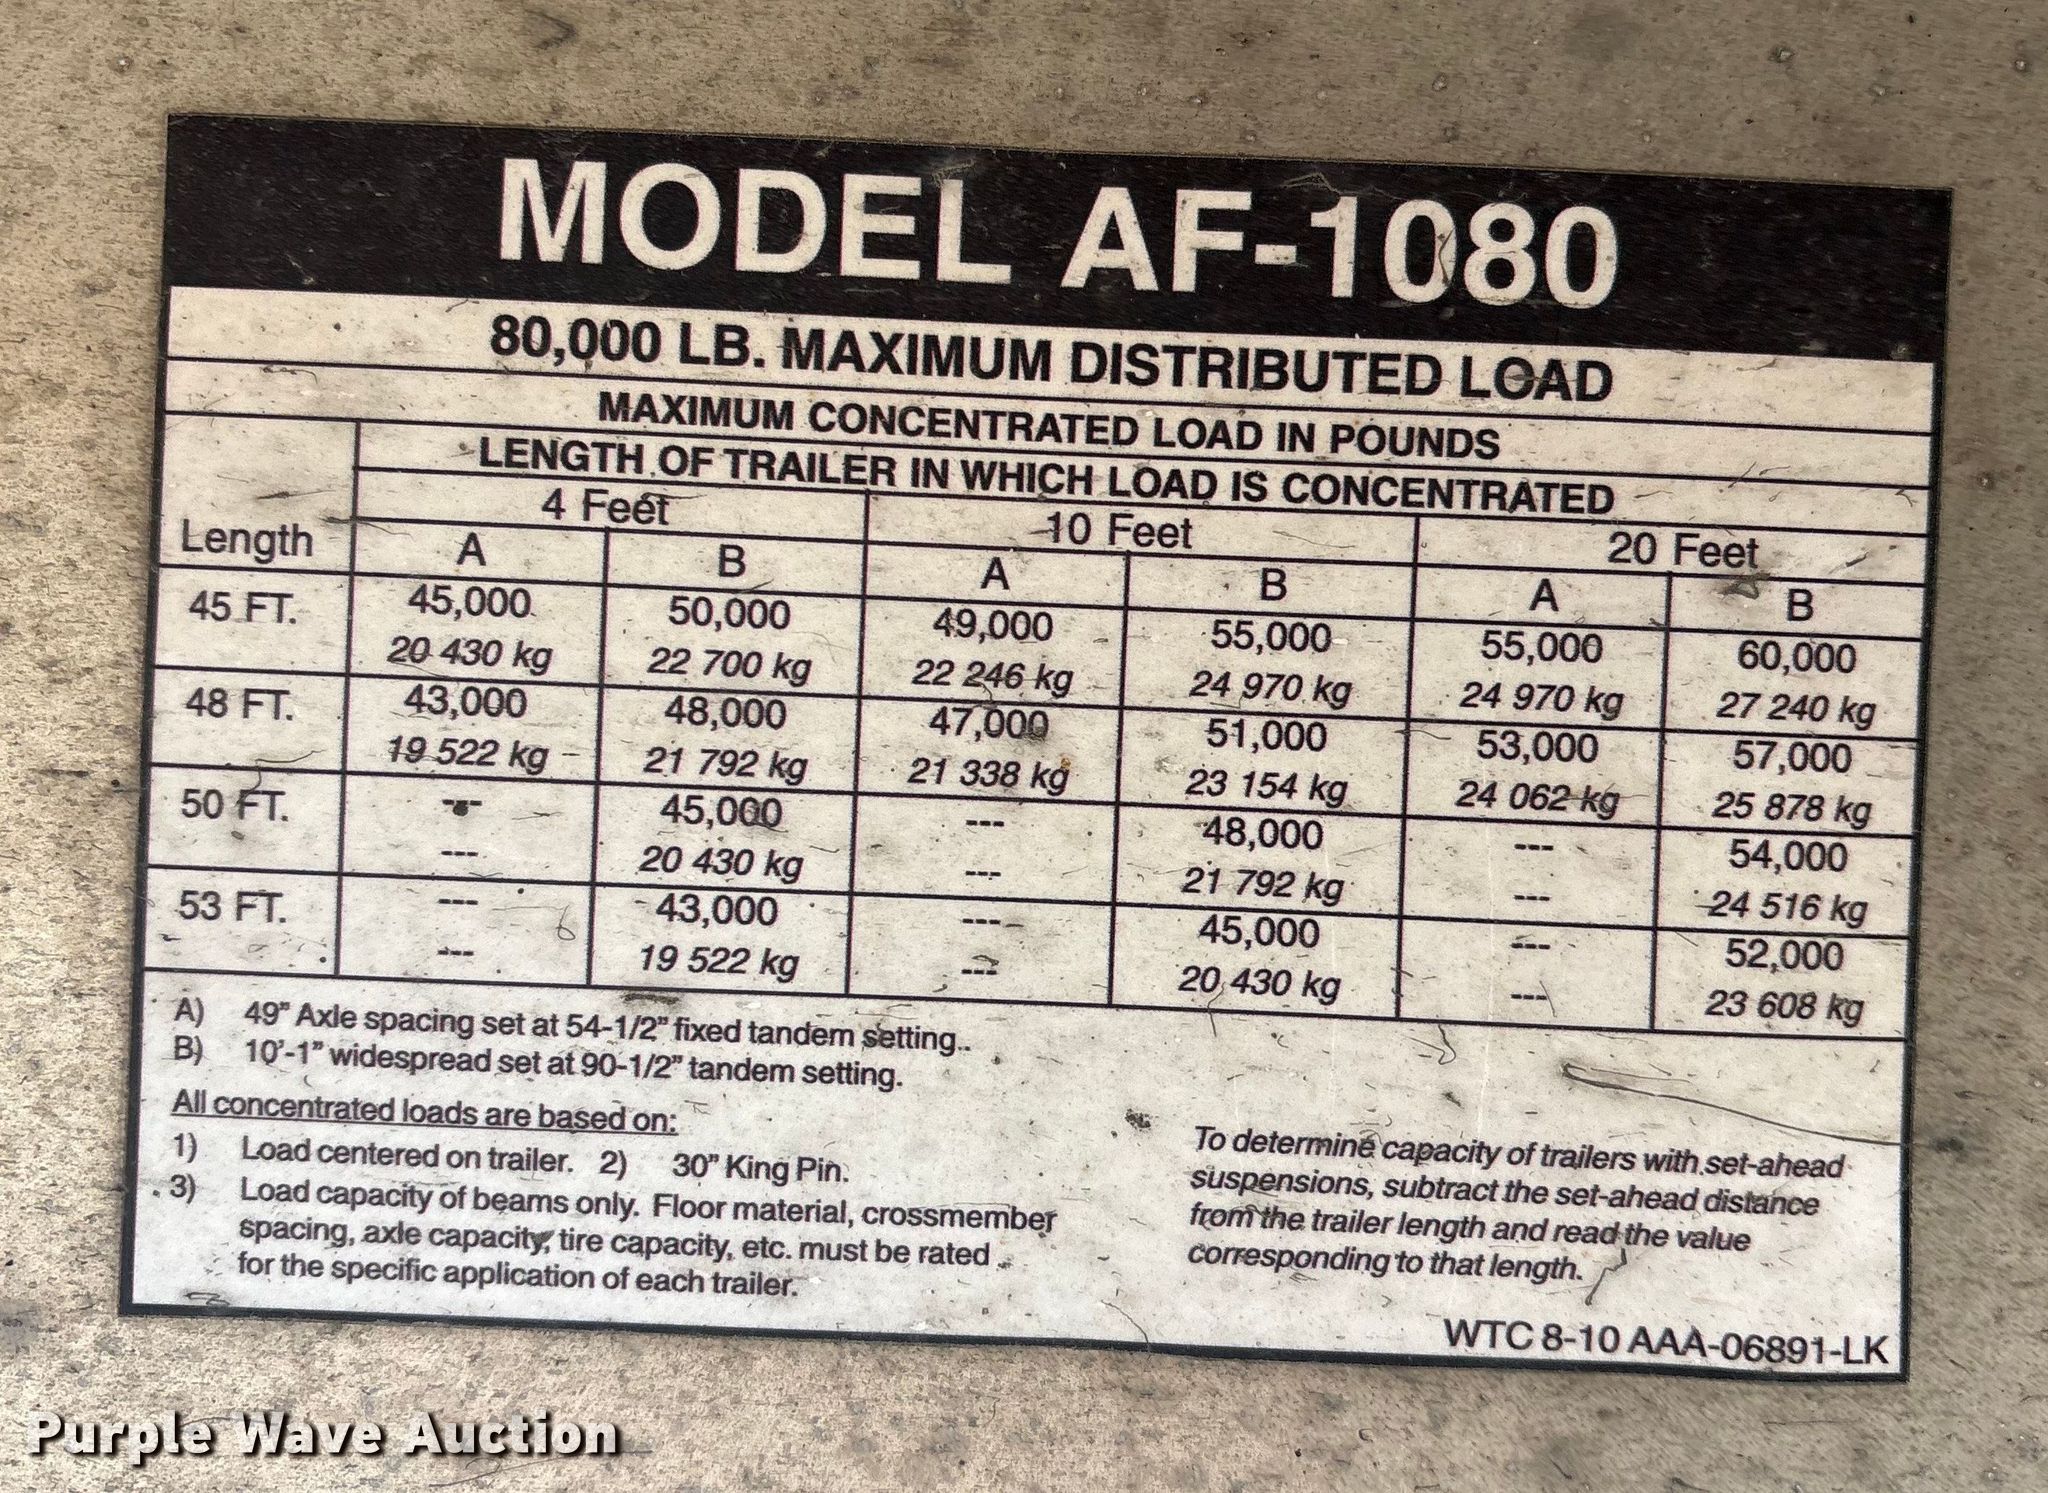 MODEL AF-1080
80,000 LB. MAXIMUM DISTRIBUTED LOAD
MAXIMUM CONCENTRATED LOAD IN POUNDS
LENGTH OF TRAILER IN WHICH LOAD IS CONCENTRATED
Length 4 Feet 10 Feet 20 Feet
A B A B A B
45 FT. 45,000 50,000 49,000 55,000 55,000 60,000
20 430 kg 22 700 kg 22 246 kg 24 970 kg 24 970 kg 27 240 kg
48 FT. 43,000 48,000 47,000 51,000 53,000 57,000
19 522 kg 21 792 kg 21 338 kg 23 154 kg 24 062 kg 25 878 kg
50 FT. --- 45,000 --- 48,000 --- 54,000
--- 20 430 kg --- 21 792 kg --- 24 516 kg
53 FT. --- 43,000 --- 45,000 --- 52,000
--- 19 522 kg --- 20 430 kg --- 23 608 kg
A) 49" Axle spacing set at 54-1/2" fixed tandem setting.
B) 10'-1" widespread set at 90-1/2" tandem setting.
All concentrated loads are based on:
1) Load centered on trailer. 2) 30" King Pin.
3) Load capacity of beams only. Floor material, crossmember
spacing, axle capacity, tire capacity, etc. must be rated
for the specific application of each trailer.
To determine capacity of trailers with set-ahead
suspensions, subtract the set-ahead distance
from the trailer length and read the value
corresponding to that length.
WTC 8-10 AAA-06891-LK
Purple Wave Auction